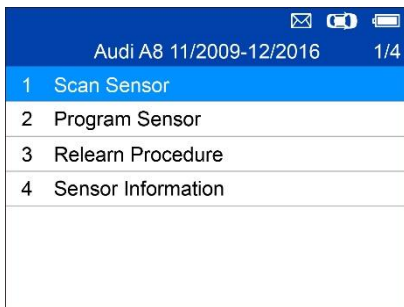 Audi A8 11/2009-12/2016 1/4
1 Scan Sensor
2 Program Sensor
3 Relearn Procedure
4 Sensor Information